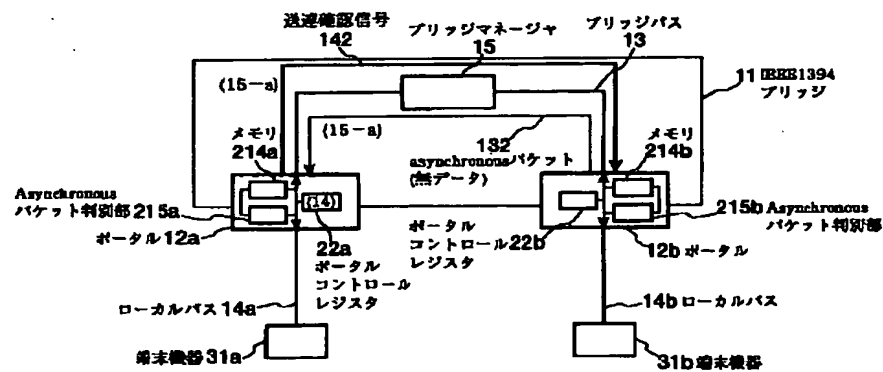 送達確認信号
142
ブリッジマネージャ
15
ブリッジバス
13
(15-a)
11 IEEE1394
ブリッジ
メモリ
214a
(15-a)
132
asynchronousパケット
(無データ)
メモリ
214b
Asynchronous
パケット判別部 215a
ポータル 12a
(14)
22a
ポータル
コントロール
レジスタ
ポータル
コントロール 22b
レジスタ
215b Asynchronous
パケット判別部
12b ポータル
ローカルバス 14a
14b ローカルバス
端末機器 31a
31b 端末機器